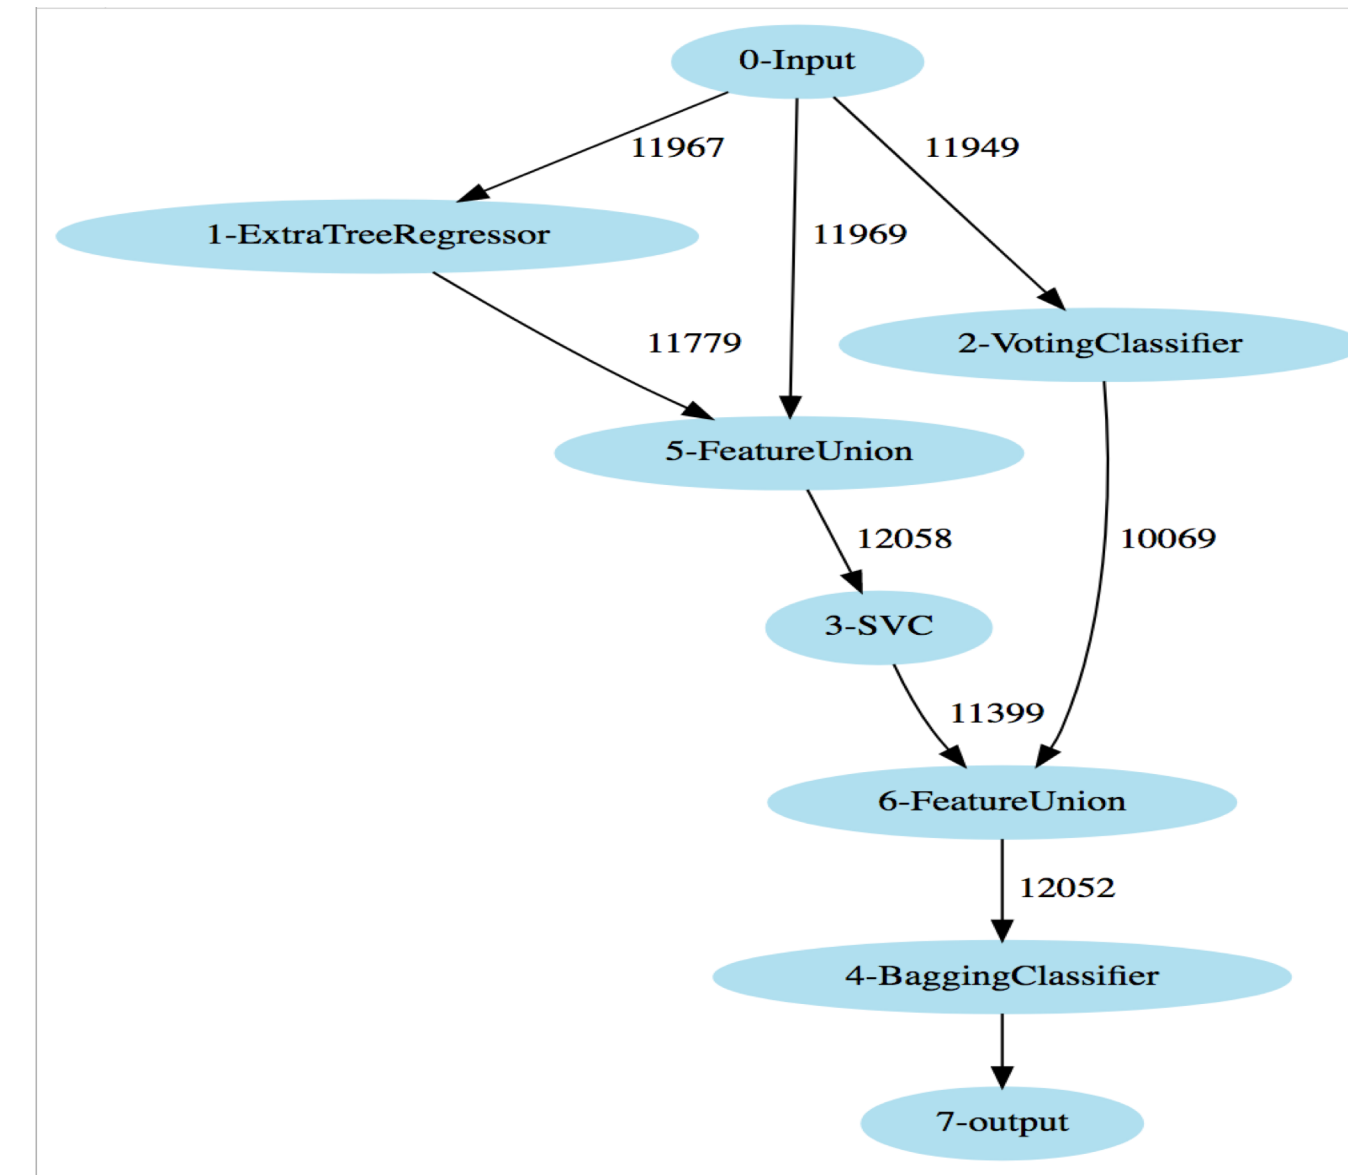 0-Input
11967
11949
1-ExtraTreeRegressor
11969
11779
2-VotingClassifier
5-FeatureUnion
12058
10069
3-SVC
11399
6-FeatureUnion
12052
4-BaggingClassifier
7-output